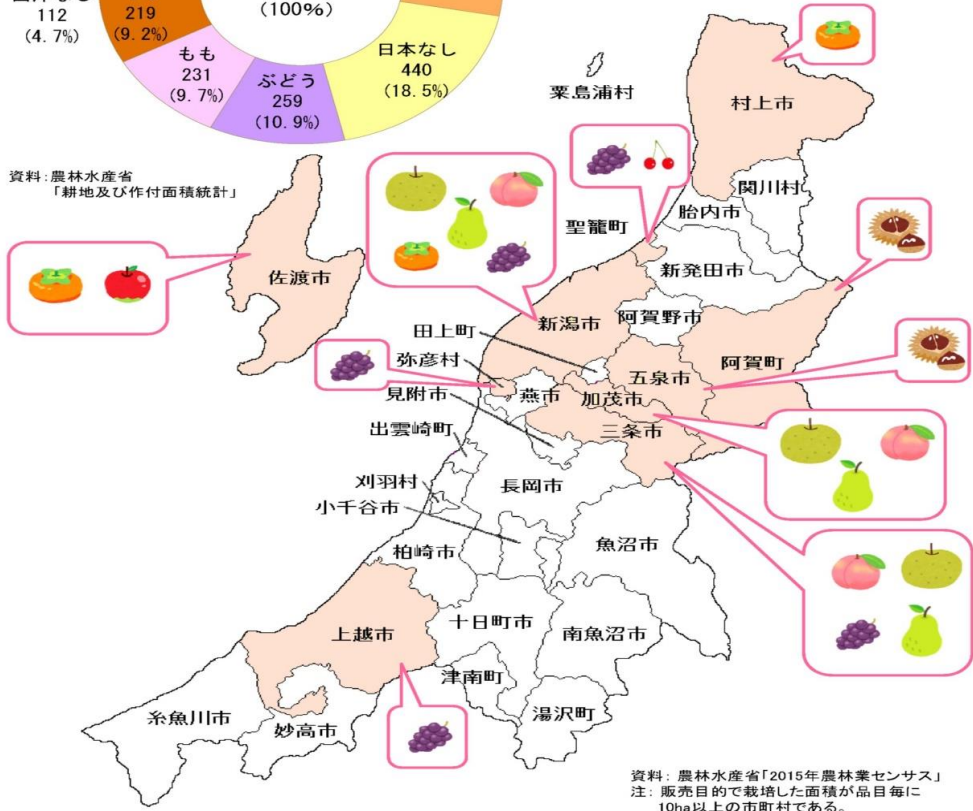 112
(4.7%)
219
(9.2%)
(100%)
もも
231
(9.7%)
ぶどう
259
(10.9%)
日本なし
440
(18.5%)
資料:農林水産省
「耕地及び作付面積統計」
粟島浦村
村上市
関川村
胎内市
聖籠町
新発田市
佐渡市
新潟市
阿賀野市
田上町
阿賀町
弥彦村
五泉市
燕市
加茂市
見附市
三条市
出雲崎町
長岡市
刈羽村
小千谷市
魚沼市
柏崎市
十日町市
上越市
南魚沼市
津南町
湯沢町
糸魚川市
妙高市
資料:農林水産省「2015年農林業センサス」
注:販売目的で栽培した面積が品目毎に
10ha以上の市町村である。